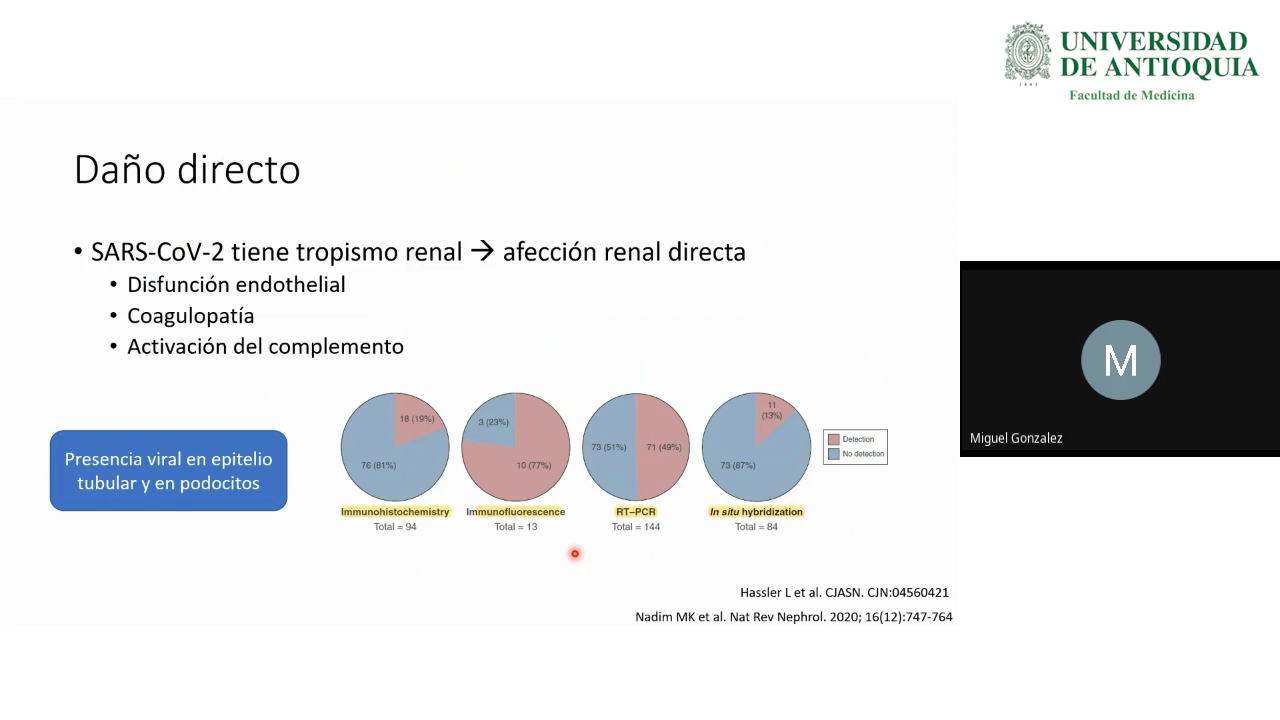 UNIVERSIDAD
DE ANTIOQUIA
1803
Facultad de Medicina
Daño directo
• SARS-CoV-2 tiene tropismo renal → afección renal directa
• Disfunción endothelial
• Coagulopatía
• Activación del complemento
Presencia viral en epitelio
tubular y en podocitos
18 (19%)
76 (81%)
Immunohistochemistry
Total = 94
3 (23%)
10 (77%)
Immunofluorescence
Total = 13
73 (51%)
71 (49%)
RT–PCR
Total = 144
11
(13%)
73 (87%)
In situ hybridization
Total = 84
Detection
No detection
Hassler L et al. CJASN. CJN:04560421
Nadim MK et al. Nat Rev Nephrol. 2020; 16(12):747-764
M
Miguel Gonzalez